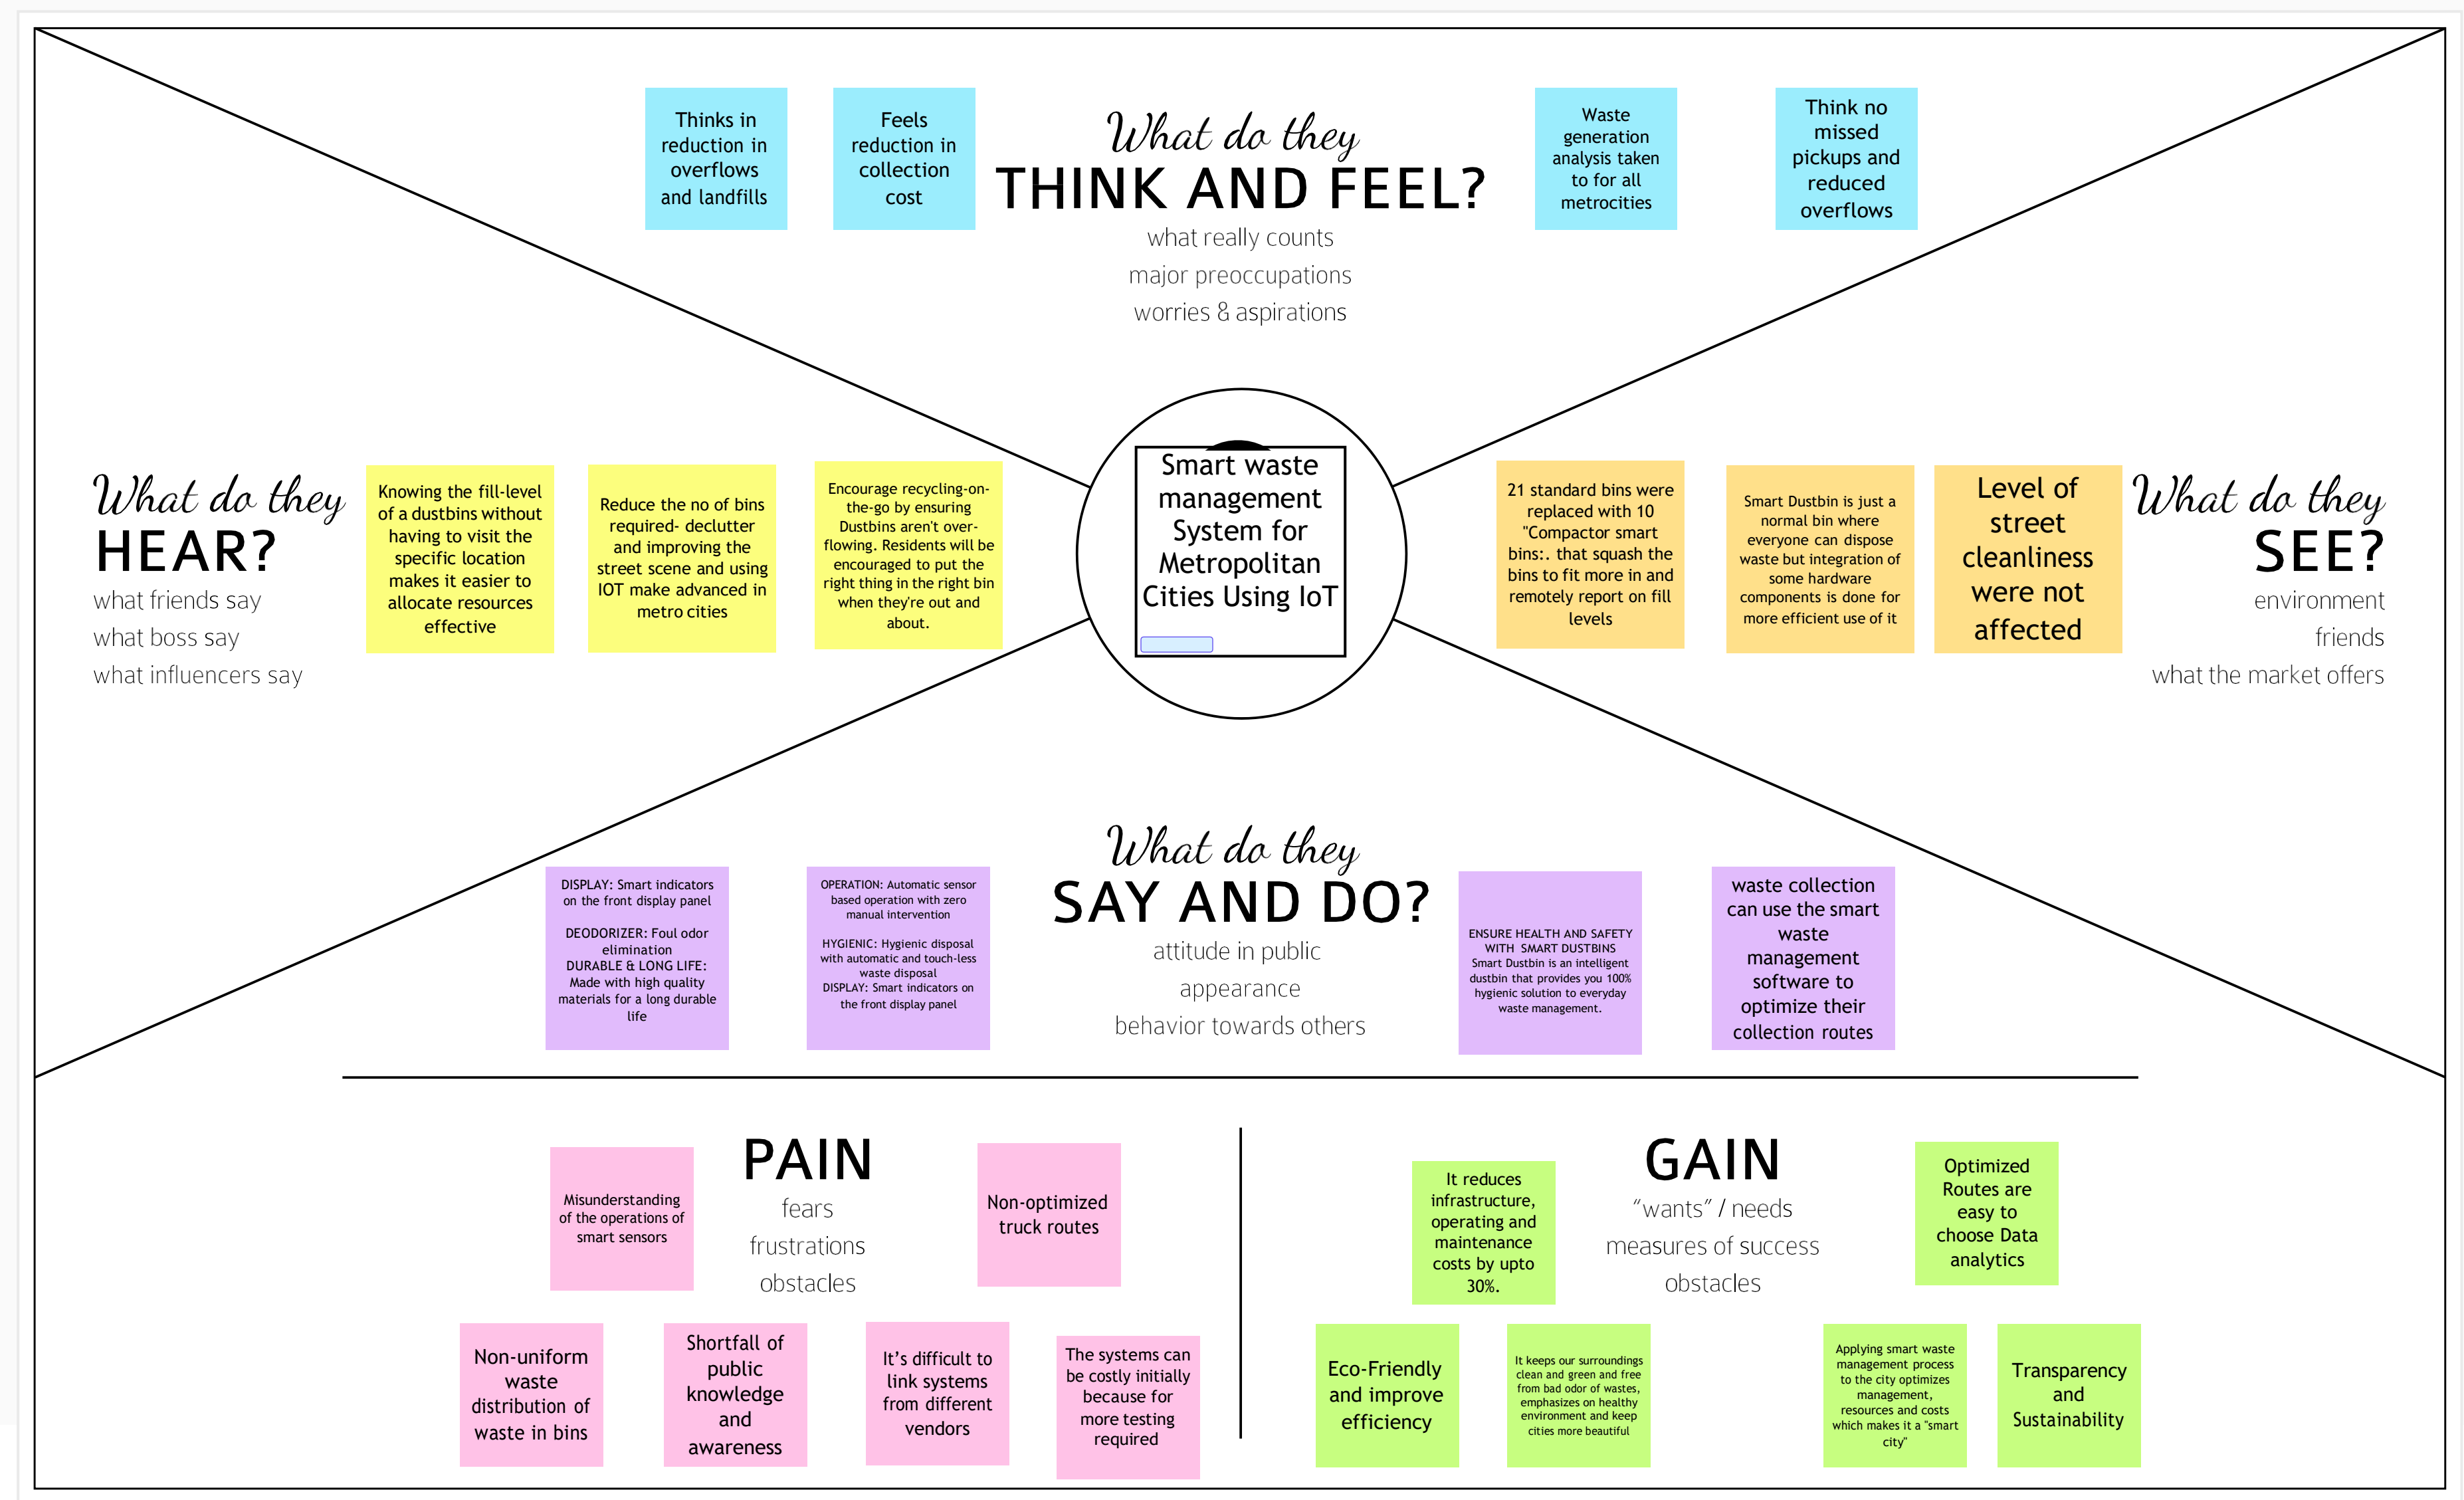 Thinks in
reduction in
overflows
and landfills
Feels
reduction in
collection
cost
What do they
THINK AND FEEL?
what really counts
major preoccupations
worries & aspirations
Waste
generation
analysis taken
to for all
metrocities
Think no
missed
pickups and
reduced
overflows
What do they
HEAR?
what friends say
what boss say
what influencers say
Knowing the fill-level
of a dustbins without
having to visit the
specific location
makes it easier to
allocate resources
effective
Reduce the no of bins
required- declutter
and improving the
street scene and using
IOT make advanced in
metro cities
Encourage recycling-on-
the-go by ensuring
Dustbins aren't over-
flowing. Residents will be
encouraged to put the
right thing in the right bin
when they're out and
about.
Smart waste
management
System for
Metropolitan
Cities Using IoT
21 standard bins were
replaced with 10
"Compactor smart
bins:. that squash the
bins to fit more in and
remotely report on fill
levels
Smart Dustbin is just a
normal bin where
everyone can dispose
waste but integration of
some hardware
components is done for
more efficient use of it
Level of
street
cleanliness
were not
affected
What do they
SEE?
environment
friends
what the market offers
DISPLAY: Smart indicators
on the front display panel
DEODORIZER: Foul odor
elimination
DURABLE & LONG LIFE:
Made with high quality
materials for a long durable
life
OPERATION: Automatic sensor
based operation with zero
manual intervention
HYGIENIC: Hygienic disposal
with automatic and touch-less
waste disposal
DISPLAY: Smart indicators on
the front display panel
What do they
SAY AND DO?
attitude in public
appearance
behavior towards others
ENSURE HEALTH AND SAFETY
WITH SMART DUSTBINS
Smart Dustbin is an intelligent
dustbin that provides you 100%
hygienic solution to everyday
waste management.
waste collection
can use the smart
waste
management
software to
optimize their
collection routes
PAIN
fears
frustrations
obstacles
Misunderstanding
of the operations of
smart sensors
Non-optimized
truck routes
Non-uniform
waste
distribution of
waste in bins
Shortfall of
public
knowledge
and
awareness
It's difficult to
link systems
from different
vendors
The systems can
be costly initially
because for
more testing
required
GAIN
"wants" / needs
measures of success
obstacles
It reduces
infrastructure,
operating and
maintenance
costs by upto
30%.
Optimized
Routes are
easy to
choose Data
analytics
Eco-Friendly
and improve
efficiency
It keeps our surroundings
clean and green and free
from bad odor of wastes,
emphasizes on healthy
environment and keep
cities more beautiful
Applying smart waste
management process
to the city optimizes
management,
resources and costs
which makes it a "smart
city"
Transparency
and
Sustainability